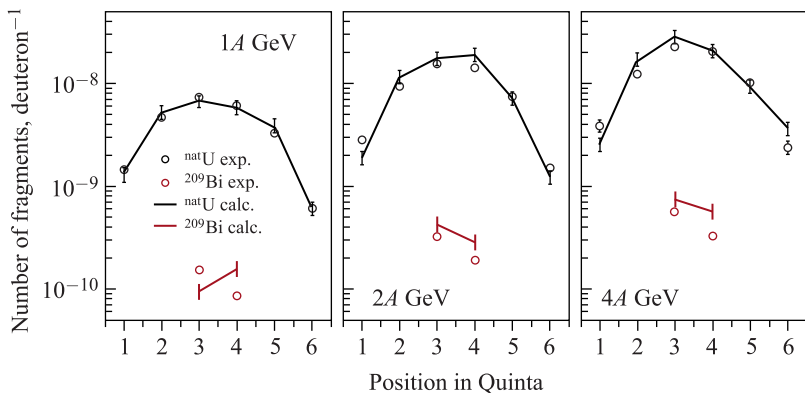 Number of fragments, deuteron⁻¹
10⁻⁸
10⁻⁹
10⁻¹⁰
1A GeV
ⁿᵃᵗU exp.
²⁰⁹Bi exp.
ⁿᵃᵗU calc.
²⁰⁹Bi calc.
2A GeV
4A GeV
1 2 3 4 5 6
1 2 3 4 5 6
1 2 3 4 5 6
Position in Quinta